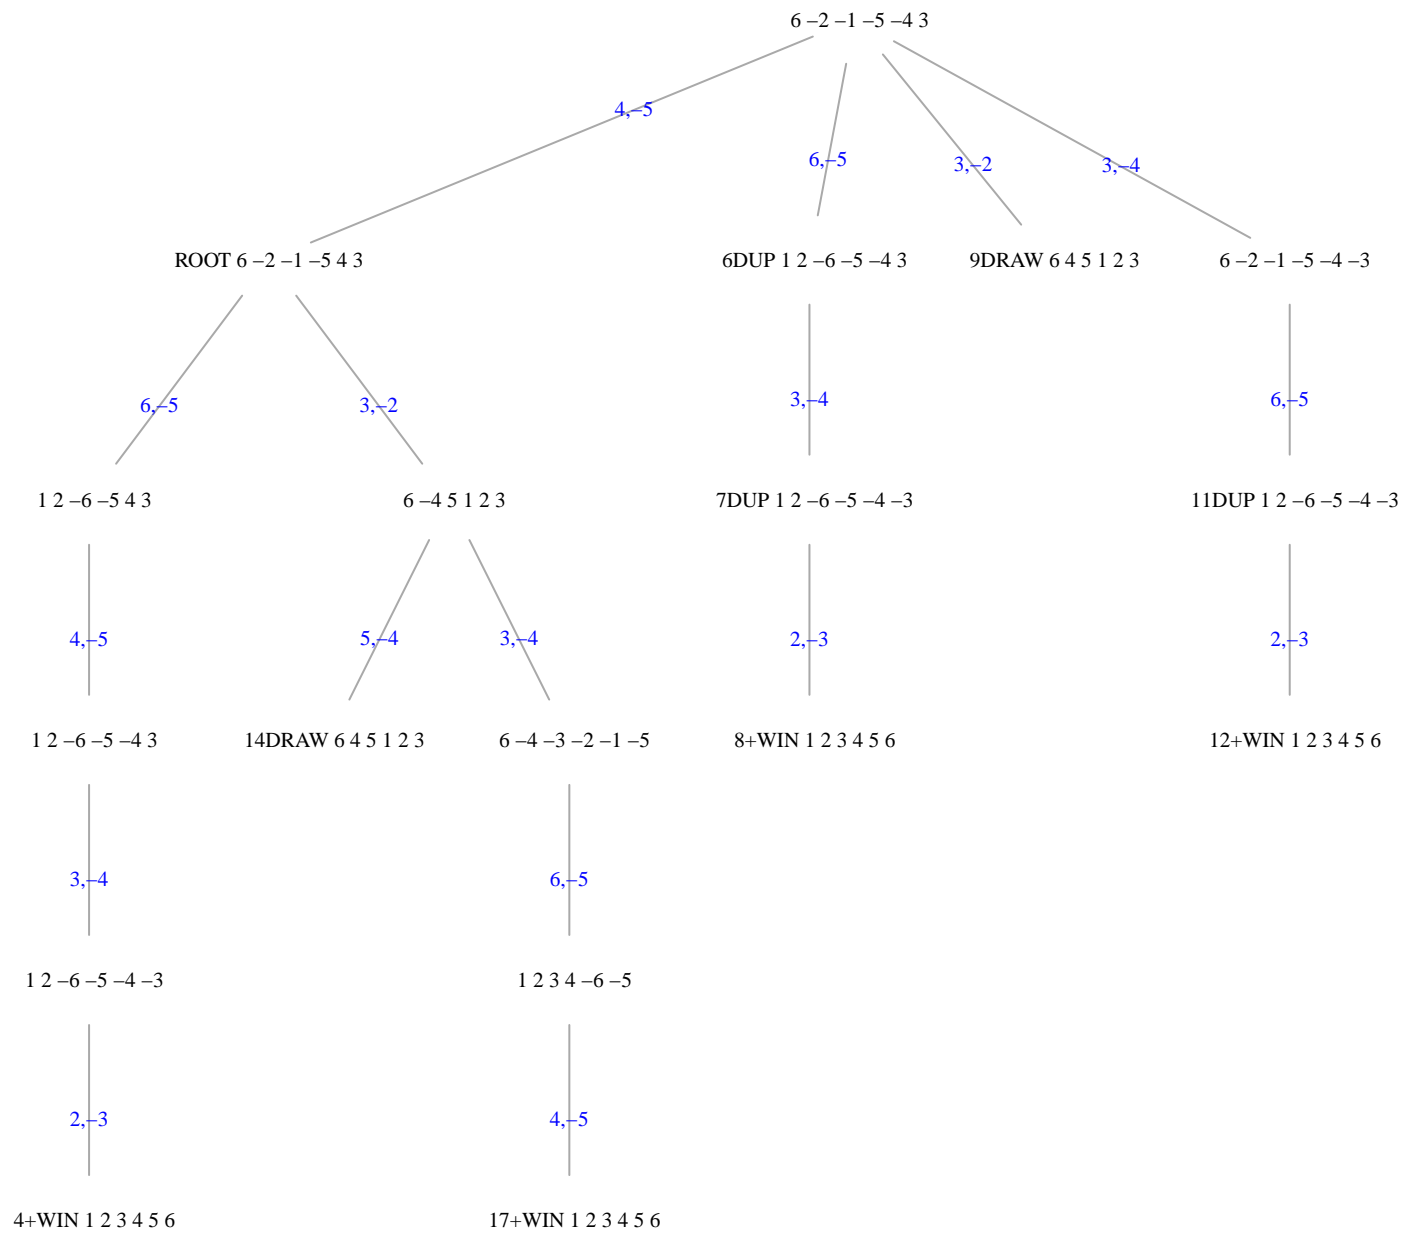 6 –2 –1 –5 –4 3
4,–5
6,–5
3,–2
3,–4
ROOT 6 –2 –1 –5 4 3
6DUP 1 2 –6 –5 –4 3
9DRAW 6 4 5 1 2 3
6 –2 –1 –5 –4 –3
6,–5
3,–2
3,–4
6,–5
1 2 –6 –5 4 3
6 –4 5 1 2 3
7DUP 1 2 –6 –5 –4 –3
11DUP 1 2 –6 –5 –4 –3
4,–5
5,–4
3,–4
2,–3
2,–3
1 2 –6 –5 –4 3
14DRAW 6 4 5 1 2 3
6 –4 –3 –2 –1 –5
8+WIN 1 2 3 4 5 6
12+WIN 1 2 3 4 5 6
3,–4
6,–5
1 2 –6 –5 –4 –3
1 2 3 4 –6 –5
2,–3
4,–5
4+WIN 1 2 3 4 5 6
17+WIN 1 2 3 4 5 6